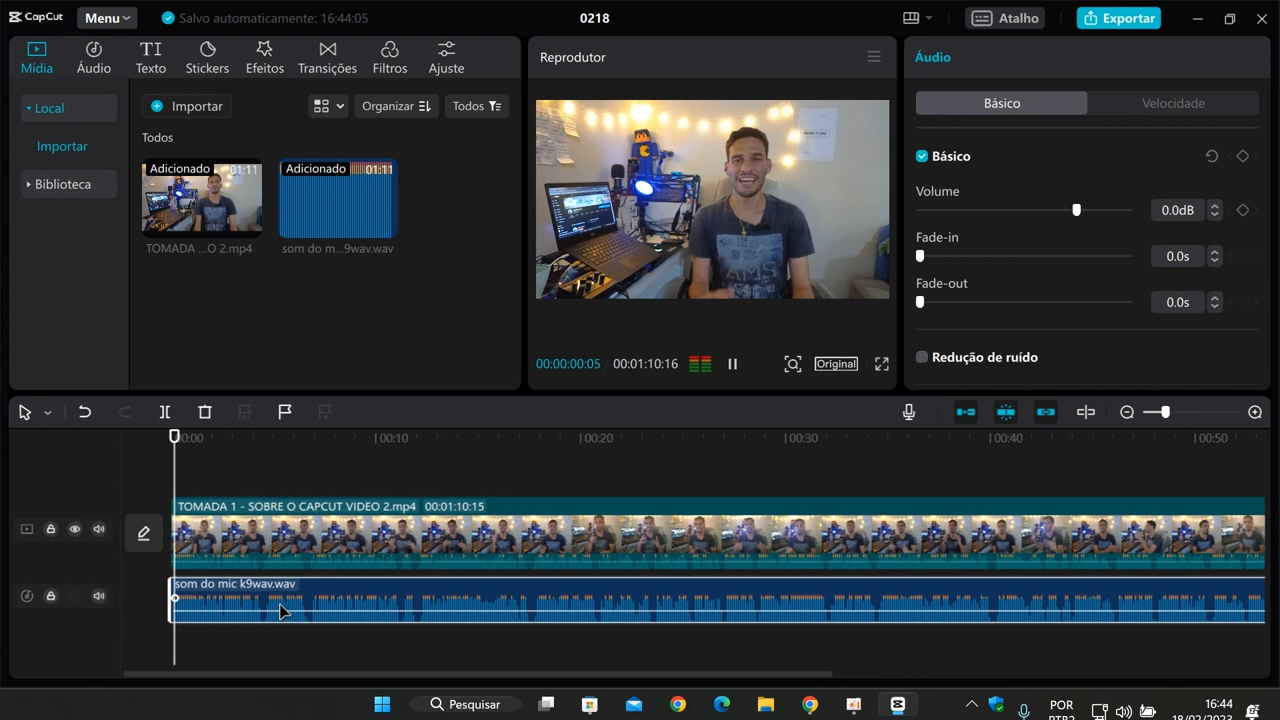 CapCut
Menu
Salvo automaticamente: 16:44:05
0218
Atalho
Exportar
Mídia
Áudio
Texto
Stickers
Efeitos
Transições
Filtros
Ajuste
Local
Importar
Biblioteca
Importar
Organizar
Todos
Todos
Adicionado 01:11
Adicionado 01:11
TOMADA ...O 2.mp4
som do m...9wav.wav
Reprodutor
00:00:00:05
00:01:10:16
Original
Áudio
Básico
Velocidade
Básico
Volume
0.0dB
Fade-in
0.0s
Fade-out
0.0s
Redução de ruído
00:00
00:10
00:20
00:30
00:40
00:50
TOMADA 1 - SOBRE O CAPCUT VIDEO 2.mp4 00:01:10:15
som do mic k9wav.wav
Pesquisar
POR
PTB2
16:44
18/02/2023